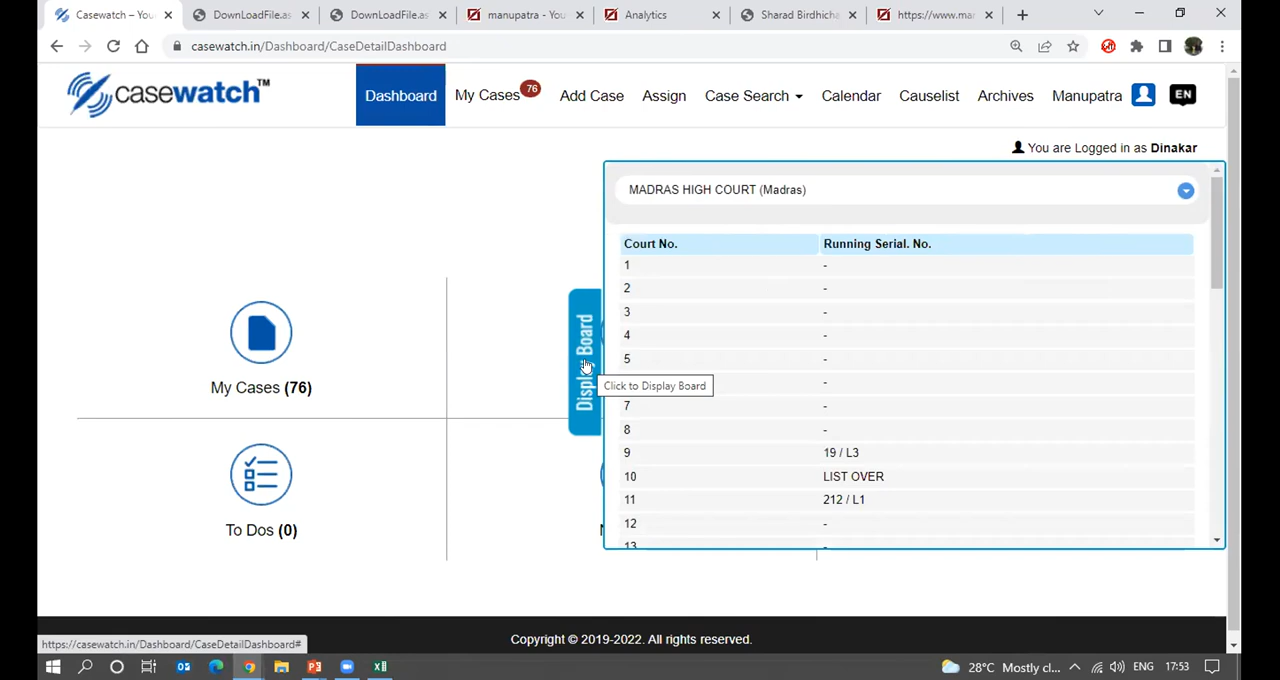 Casewatch – You
DownLoadFile.as
DownLoadFile.as
manupatra - You
Analytics
Sharad Birdhicha
https://www.mar
casewatch.in/Dashboard/CaseDetailDashboard
casewatch™
Dashboard
My Cases 76
Add Case
Assign
Case Search
Calendar
Causelist
Archives
Manupatra
EN
You are Logged in as Dinakar
MADRAS HIGH COURT (Madras)
Court No. Running Serial. No.
1 -
2 -
3 -
4 -
5 -
-
7 -
8 -
9 19 / L3
10 LIST OVER
11 212 / L1
12 -
13 -
Display Board
Click to Display Board
My Cases (76)
To Dos (0)
N
https://casewatch.in/Dashboard/CaseDetailDashboard#
Copyright © 2019-2022. All rights reserved.
28°C Mostly cl... ENG 17:53